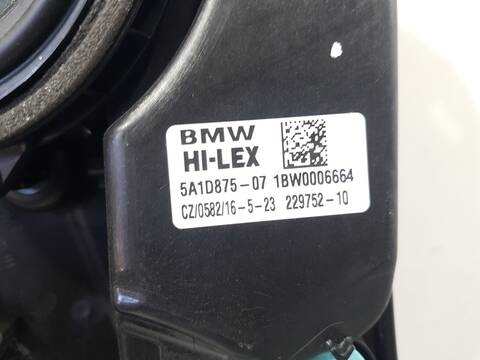 BMW
HI-LEX
5A1D875-07 1BW0006664
CZ/0582/16-5-23 229752-10